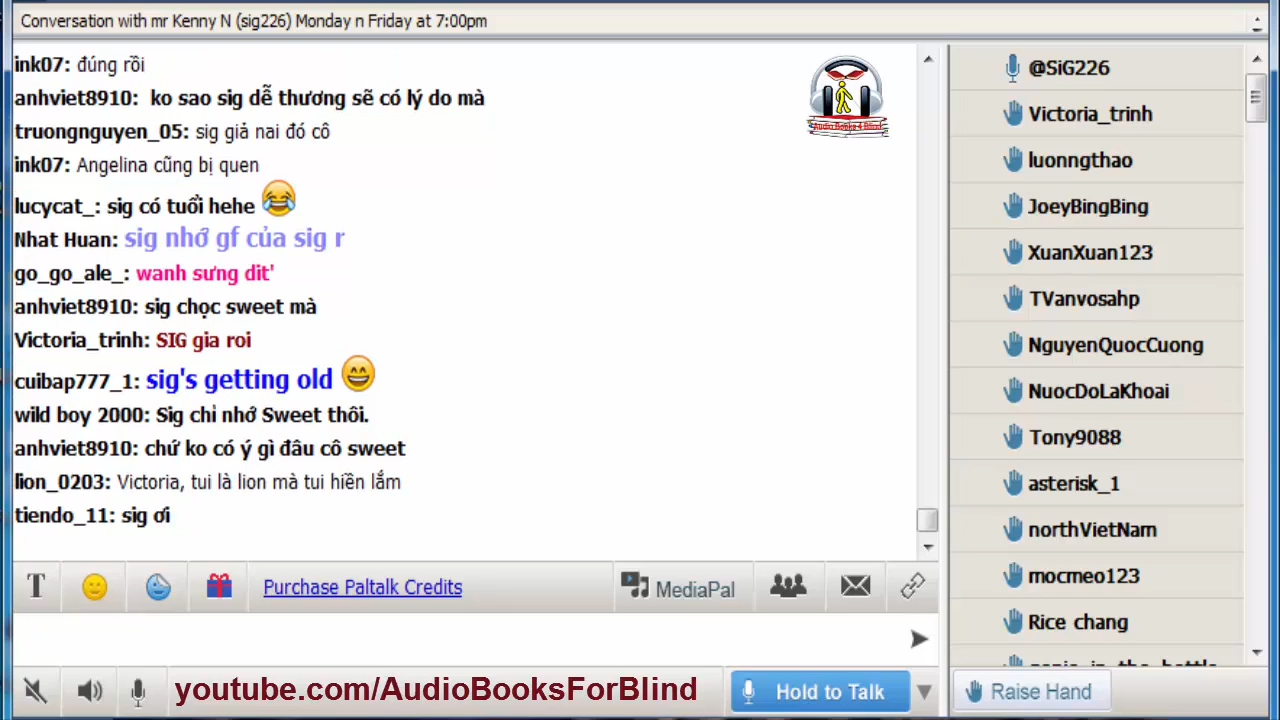 Conversation with mr Kenny N (sig226) Monday n Friday at 7:00pm
ink07: đúng rồi
anhviet8910: ko sao sig dễ thương sẽ có lý do mà
truongnguyen_05: sig giả nai đó cô
ink07: Angelina cũng bị quen
lucycat_: sig có tuổi hehe
Nhat Huan: sig nhớ gf của sig r
go_go_ale_: wanh sưng dit'
anhviet8910: sig chọc sweet mà
Victoria_trinh: SIG gia roi
cuibap777_1: sig's getting old
wild boy 2000: Sig chỉ nhớ Sweet thôi.
anhviet8910: chứ ko có ý gì đâu cô sweet
lion_0203: Victoria, tui là lion mà tui hiền lắm
tiendo_11: sig ơi
Audio Books 4 Blind
@SiG226
Victoria_trinh
luonngthao
JoeyBingBing
XuanXuan123
TVanvosahp
NguyenQuocCuong
NuocDoLaKhoai
Tony9088
asterisk_1
northVietNam
mocmeo123
Rice chang
T
Purchase Paltalk Credits
MediaPal
youtube.com/AudioBooksForBlind
Hold to Talk
Raise Hand